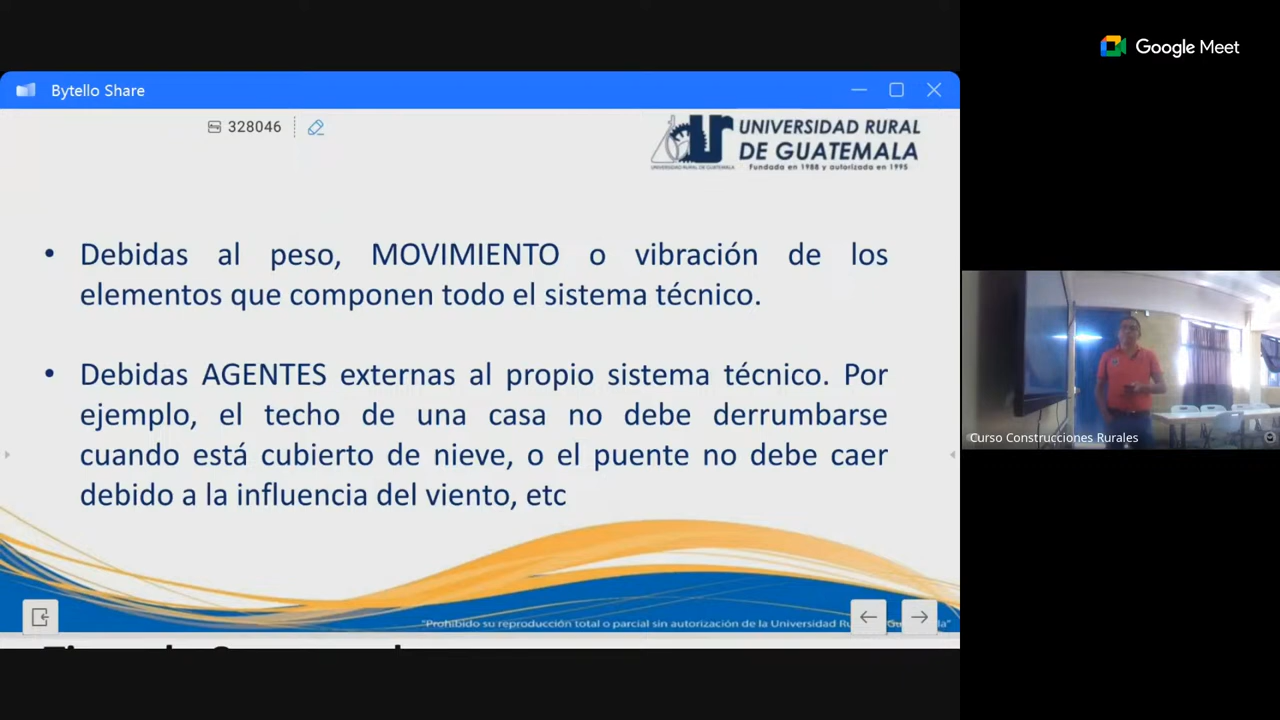 Google Meet
Bytello Share
328046
UNIVERSIDAD RURAL
DE GUATEMALA
UNIVERSIDAD RURAL DE GUATEMALA
Fundada en 1988 y autorizada en 1995
• Debidas al peso, MOVIMIENTO o vibración de los
elementos que componen todo el sistema técnico.
• Debidas AGENTES externas al propio sistema técnico. Por
ejemplo, el techo de una casa no debe derrumbarse
cuando está cubierto de nieve, o el puente no debe caer
debido a la influencia del viento, etc
Curso Construcciones Rurales
"Prohibido su reproducción total o parcial sin autorización de la Universidad